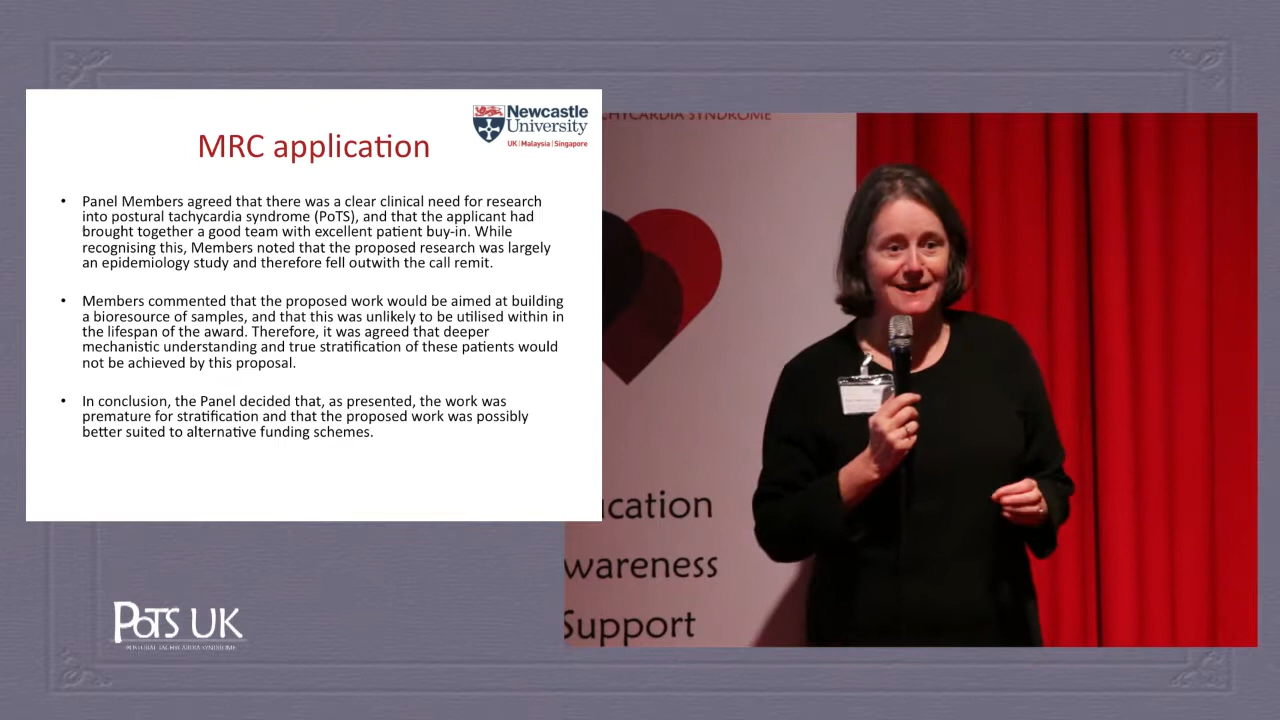 Newcastle
University
UK | Malaysia | Singapore
MRC application
• Panel Members agreed that there was a clear clinical need for research
into postural tachycardia syndrome (PoTS), and that the applicant had
brought together a good team with excellent patient buy-in. While
recognising this, Members noted that the proposed research was largely
an epidemiology study and therefore fell outwith the call remit.
• Members commented that the proposed work would be aimed at building
a bioresource of samples, and that this was unlikely to be utilised within in
the lifespan of the award. Therefore, it was agreed that deeper
mechanistic understanding and true stratification of these patients would
not be achieved by this proposal.
• In conclusion, the Panel decided that, as presented, the work was
premature for stratification and that the proposed work was possibly
better suited to alternative funding schemes.
CHYCARDIA SYNDROME
cation
wareness
Support
PoTS UK
POSTURAL TACHYCARDIA SYNDROME